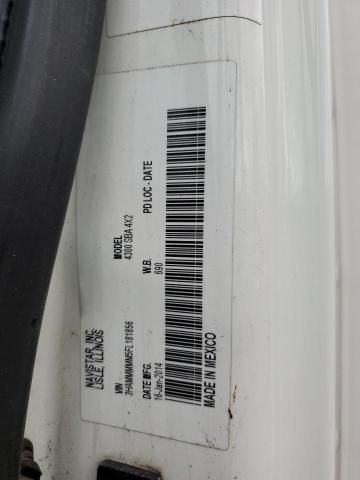 NAVISTAR, INC.
LISLE, ILLINOIS
VIN MODEL
3HAMMMMM5FL181856 4300 SBA 4X2
DATE MFG. W.B. PD LOC - DATE
16-Jan-2014 690
MADE IN MEXICO